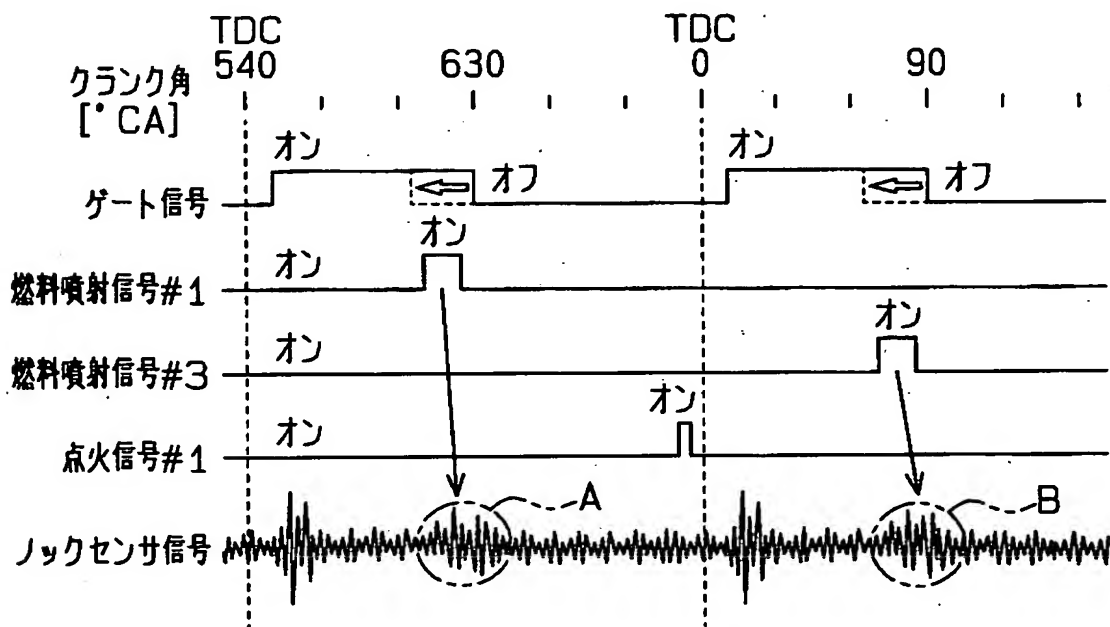 TDC TDC
クランク角 540 630 0 90
[°CA]
オン オン
ゲート信号 オフ オフ
オン オン
燃料噴射信号#1
オン オン
燃料噴射信号#3
オン オン
点火信号#1
A B
ノックセンサ信号